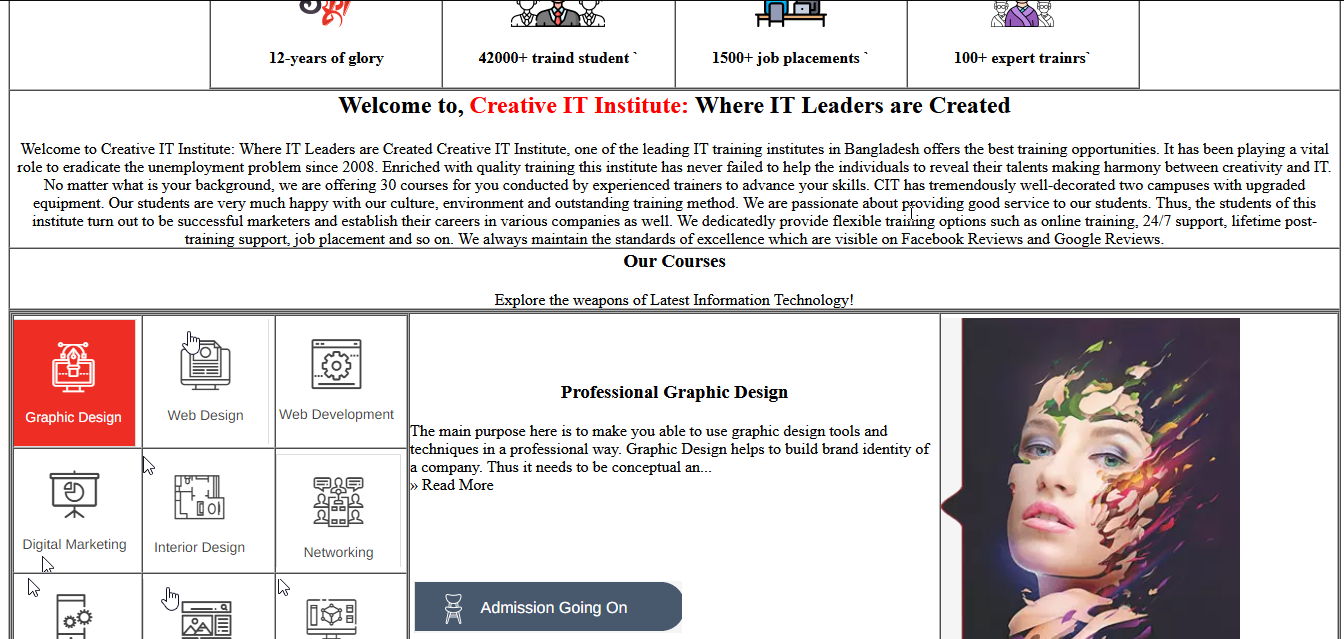 12-years of glory
42000+ traind student `
1500+ job placements `
100+ expert trainrs`
Welcome to, Creative IT Institute: Where IT Leaders are Created
Welcome to Creative IT Institute: Where IT Leaders are Created Creative IT Institute, one of the leading IT training institutes in Bangladesh offers the best training opportunities. It has been playing a vital
role to eradicate the unemployment problem since 2008. Enriched with quality training this institute has never failed to help the individuals to reveal their talents making harmony between creativity and IT.
No matter what is your background, we are offering 30 courses for you conducted by experienced trainers to advance your skills. CIT has tremendously well-decorated two campuses with upgraded
equipment. Our students are very much happy with our culture, environment and outstanding training method. We are passionate about providing good service to our students. Thus, the students of this
institute turn out to be successful marketers and establish their careers in various companies as well. We dedicatedly provide flexible training options such as online training, 24/7 support, lifetime post-
training support, job placement and so on. We always maintain the standards of excellence which are visible on Facebook Reviews and Google Reviews.
Our Courses
Explore the weapons of Latest Information Technology!
Graphic Design
Web Design
Web Development
Digital Marketing
Interior Design
Networking
Professional Graphic Design
The main purpose here is to make you able to use graphic design tools and
techniques in a professional way. Graphic Design helps to build brand identity of
a company. Thus it needs to be conceptual an...
» Read More
Admission Going On